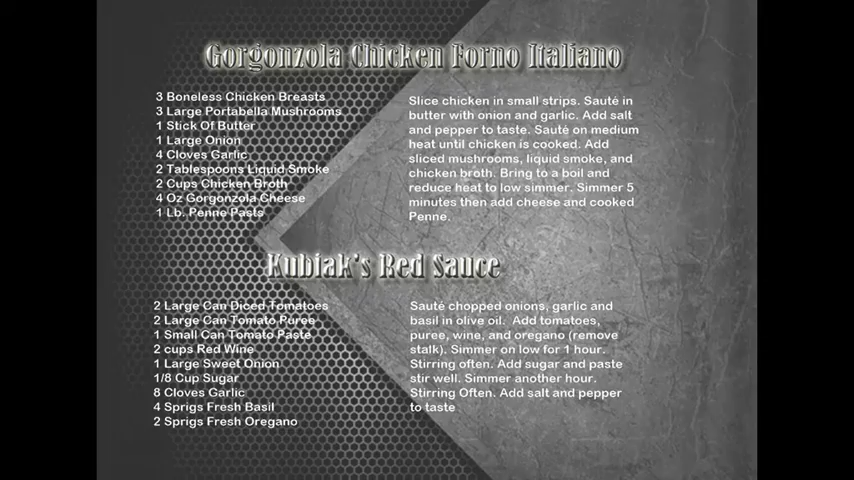 Gorgonzola Chicken Forno Italiano
3 Boneless Chicken Breasts
3 Large Portabella Mushrooms
1 Stick Of Butter
1 Large Onion
4 Cloves Garlic
2 Tablespoons Liquid Smoke
2 Cups Chicken Broth
4 Oz Gorgonzola Cheese
1 Lb. Penne Pasts
Slice chicken in small strips. Sauté in
butter with onion and garlic. Add salt
and pepper to taste. Sauté on medium
heat until chicken is cooked. Add
sliced mushrooms, liquid smoke, and
chicken broth. Bring to a boil and
reduce heat to low simmer. Simmer 5
minutes then add cheese and cooked
Penne.
Kubiak's Red Sauce
2 Large Can Diced Tomatoes
2 Large Can Tomato Puree
1 Small Can Tomato Paste
2 cups Red Wine
1 Large Sweet Onion
1/8 Cup Sugar
8 Cloves Garlic
4 Sprigs Fresh Basil
2 Sprigs Fresh Oregano
Sauté chopped onions, garlic and
basil in olive oil. Add tomatoes,
puree, wine, and oregano (remove
stalk). Simmer on low for 1 hour.
Stirring often. Add sugar and paste
stir well. Simmer another hour.
Stirring Often. Add salt and pepper
to taste